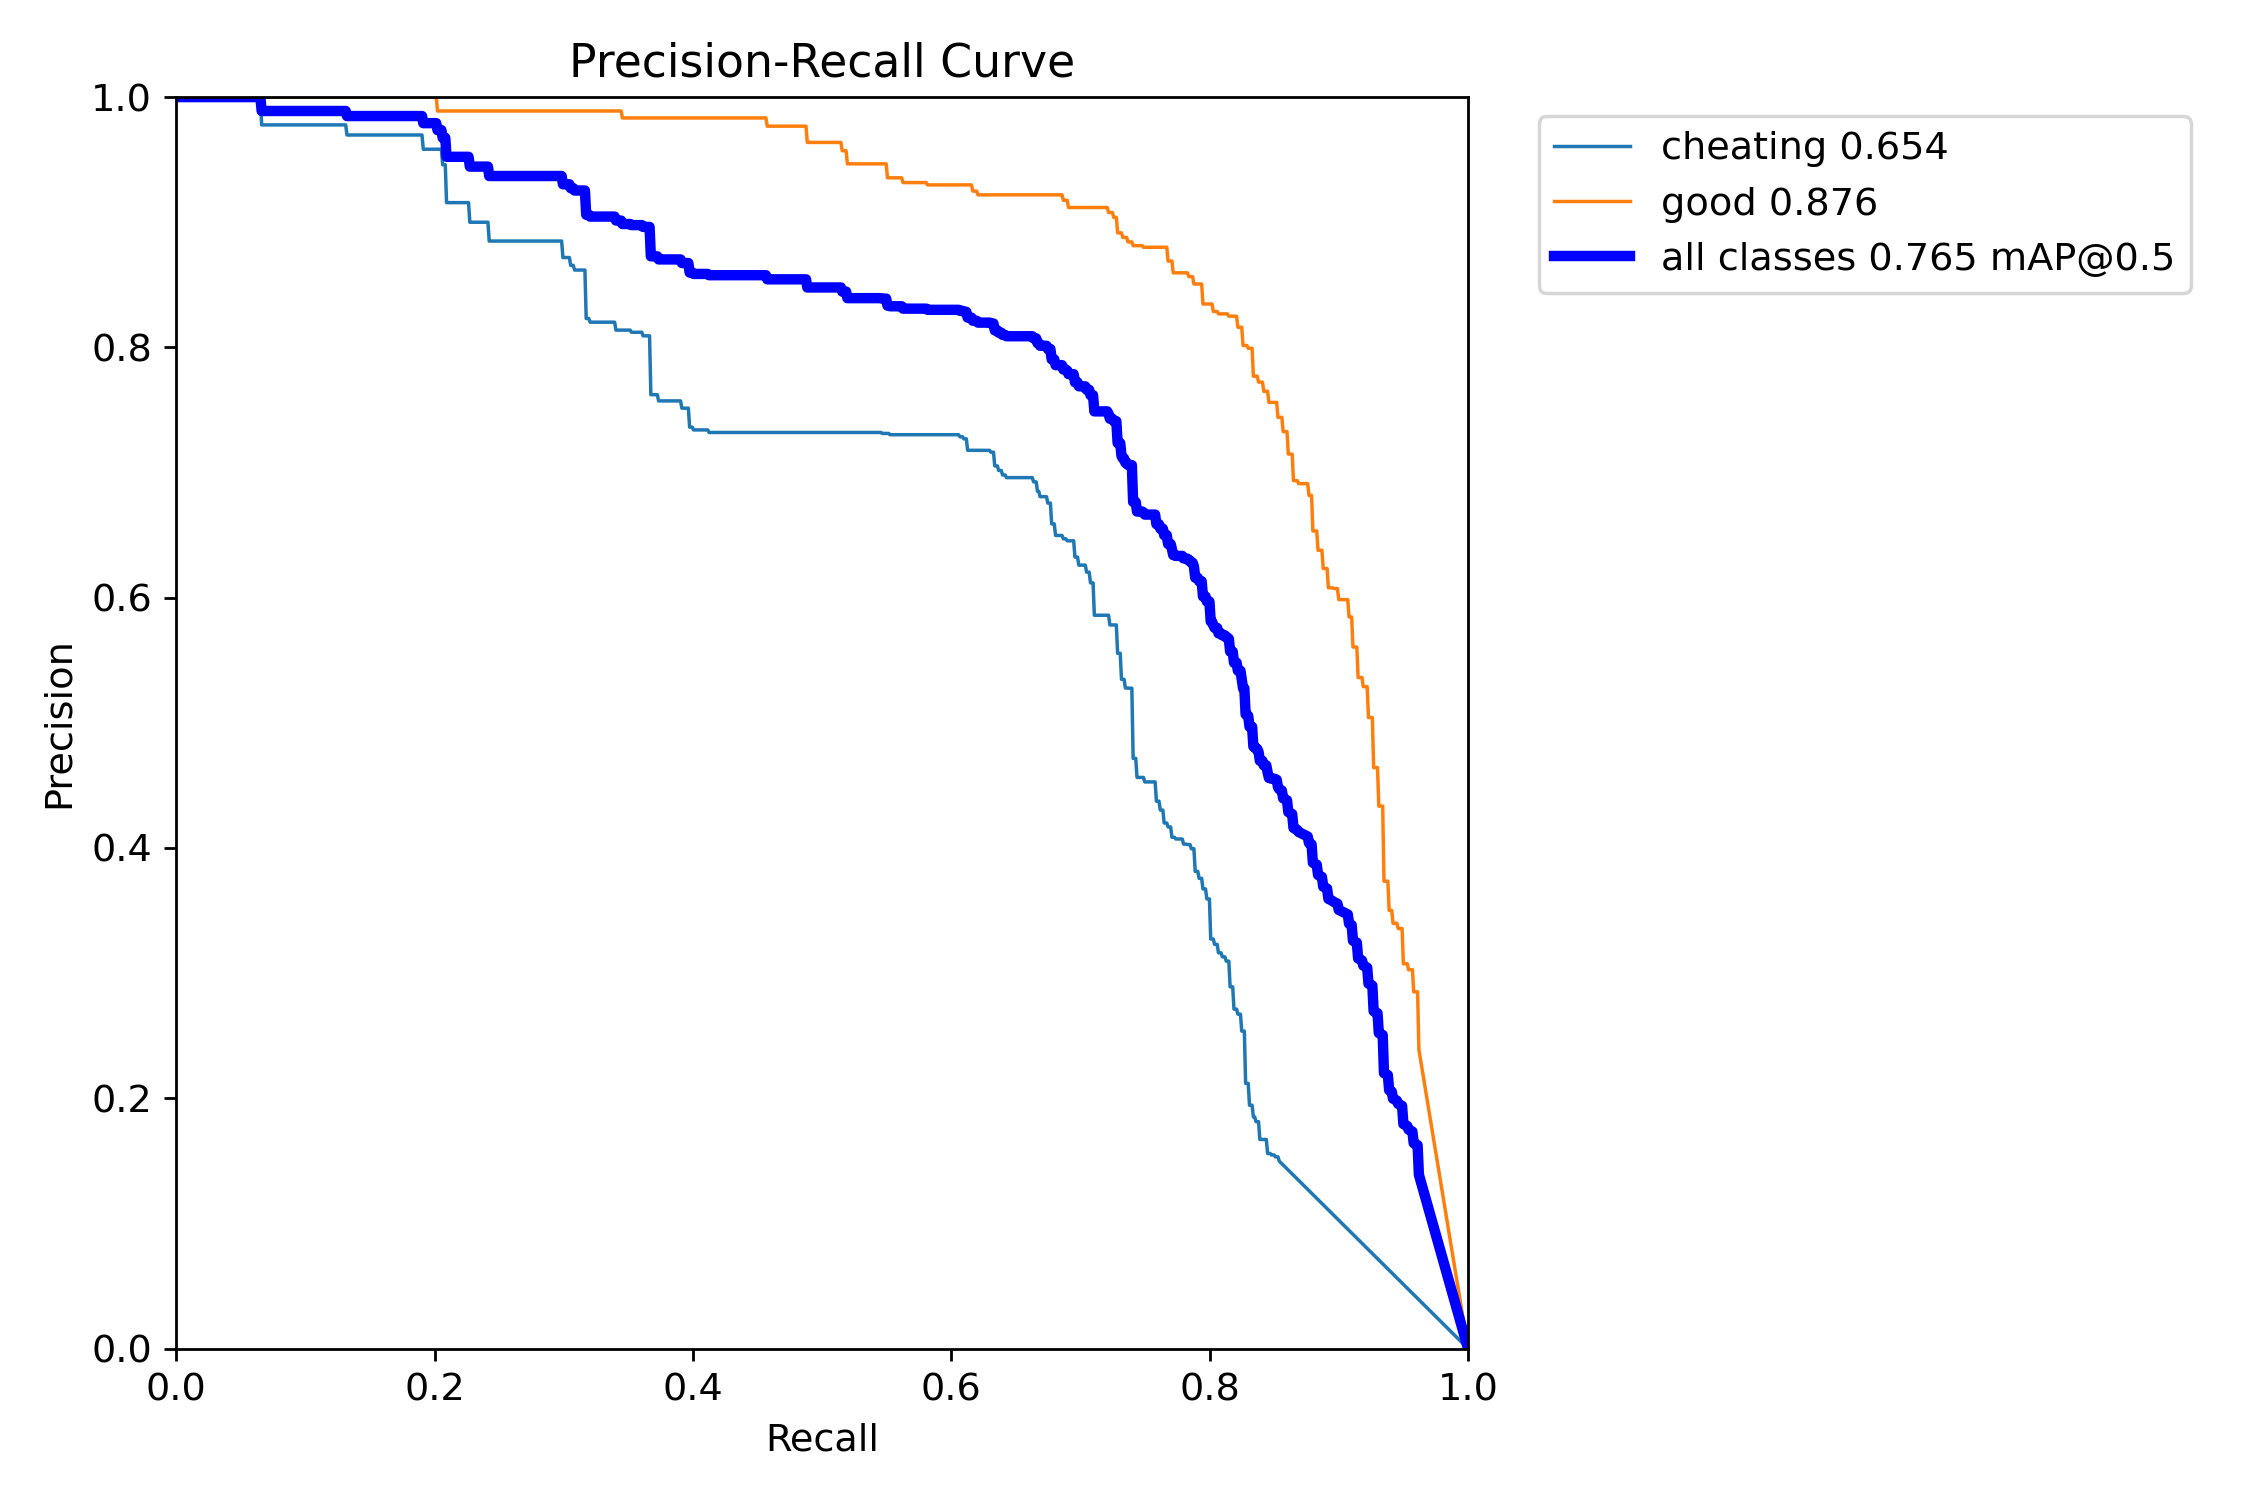 Precision-Recall Curve
cheating 0.654
good 0.876
all classes 0.765 mAP@0.5
1.0
0.8
0.6
0.4
0.2
0.0
Precision
0.0 0.2 0.4 0.6 0.8 1.0
Recall